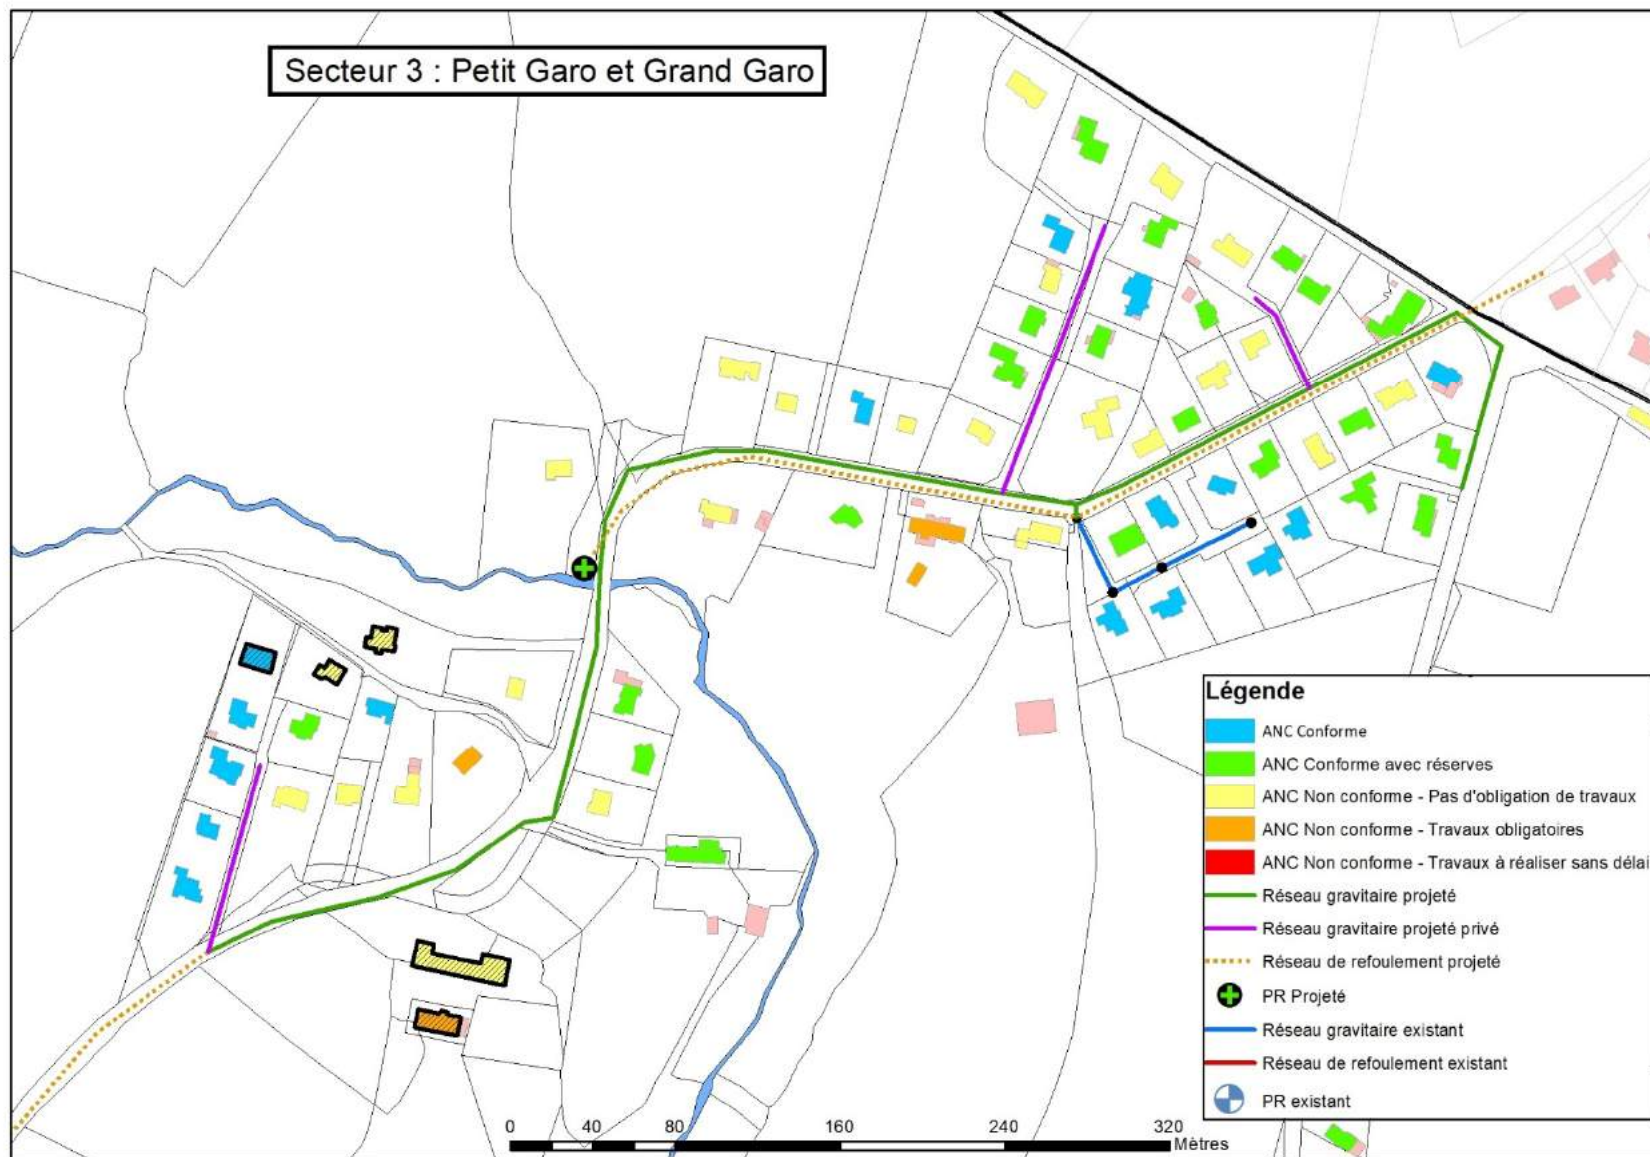 Secteur 3 : Petit Garo et Grand Garo
Légende
ANC Conforme
ANC Conforme avec réserves
ANC Non conforme - Pas d'obligation de travaux
ANC Non conforme - Travaux obligatoires
ANC Non conforme - Travaux à réaliser sans délai
Réseau gravitaire projeté
Réseau gravitaire projeté privé
Réseau de refoulement projeté
PR Projeté
Réseau gravitaire existant
Réseau de refoulement existant
PR existant
0 40 80 160 240 320
Mètres